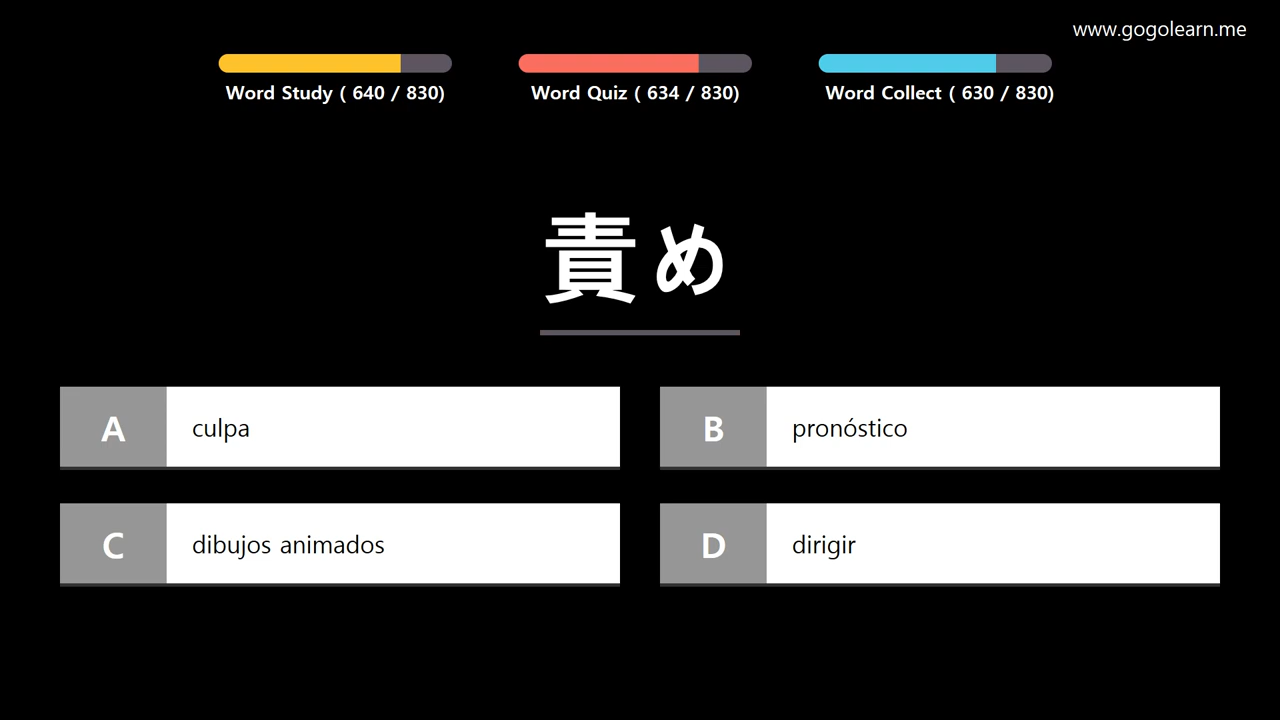 www.gogolearn.me
Word Study ( 640 / 830)
Word Quiz ( 634 / 830)
Word Collect ( 630 / 830)
責め
A culpa
B pronóstico
C dibujos animados
D dirigir